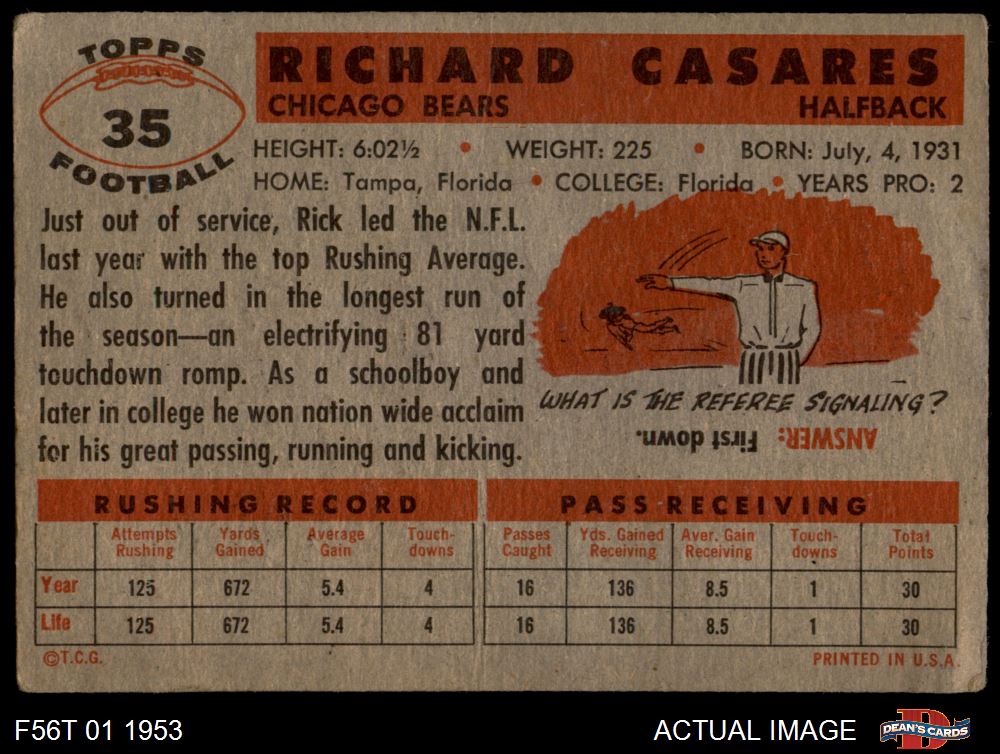 TOPPS
35
FOOTBALL
RICHARD CASARES
CHICAGO BEARS HALFBACK
HEIGHT: 6:02½ • WEIGHT: 225 • BORN: July, 4, 1931
HOME: Tampa, Florida • COLLEGE: Florida • YEARS PRO: 2
Just out of service, Rick led the N.F.L.
last year with the top Rushing Average.
He also turned in the longest run of
the season—an electrifying 81 yard
touchdown romp. As a schoolboy and
later in college he won nation wide acclaim
for his great passing, running and kicking.
WHAT IS THE REFEREE SIGNALING?
ANSWER: First down.
RUSHING RECORD
Attempts Rushing Yards Gained Average Gain Touch-downs
Year 125 672 5.4 4
Life 125 672 5.4 4
PASS RECEIVING
Passes Caught Yds. Gained Receiving Aver. Gain Receiving Touch-downs Total Points
16 136 8.5 1 30
16 136 8.5 1 30
©T.C.G. PRINTED IN U.S.A.
F56T 01 1953 ACTUAL IMAGE DEAN'S CARDS